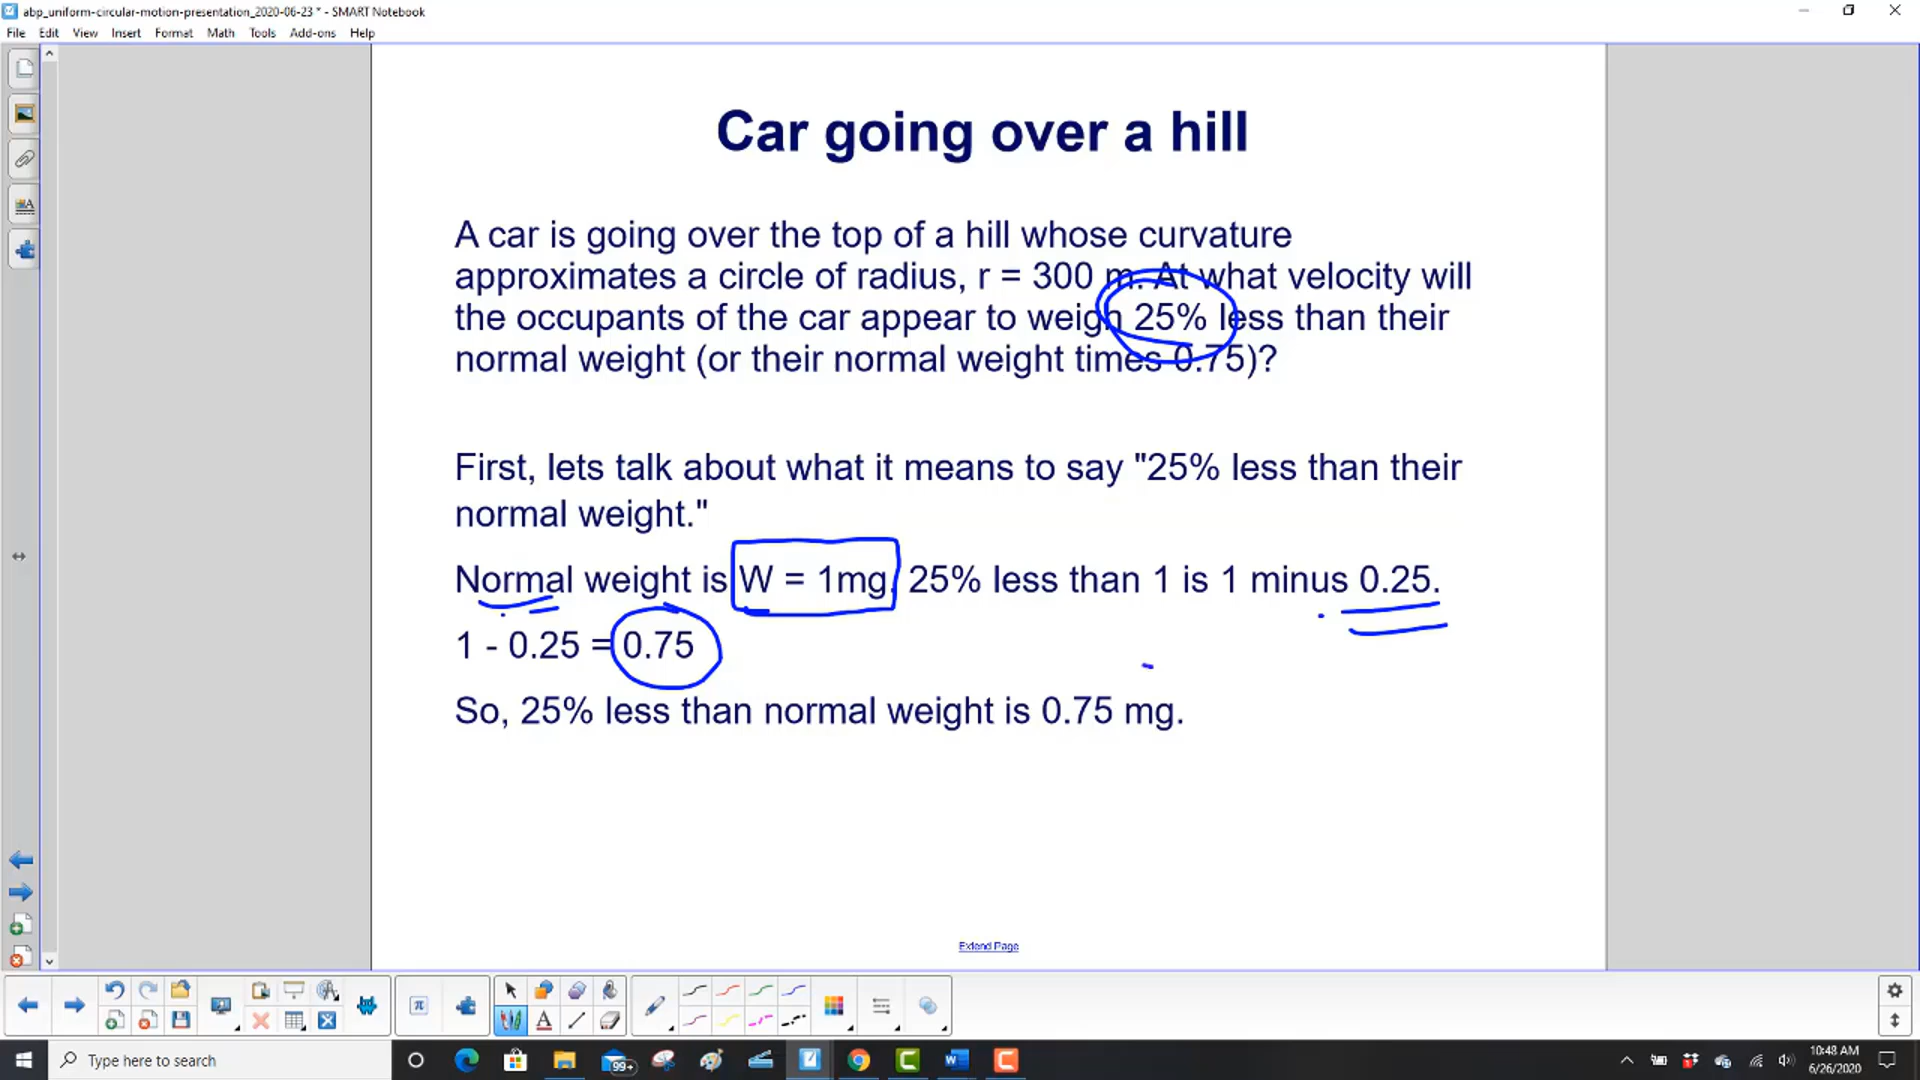 abp_uniform-circular-motion-presentation_2020-06-23 * - SMART Notebook
File Edit View Insert Format Math Tools Add-ons Help
Car going over a hill
A car is going over the top of a hill whose curvature
approximates a circle of radius, r = 300 m. At what velocity will
the occupants of the car appear to weigh 25% less than their
normal weight (or their normal weight times 0.75)?
First, lets talk about what it means to say "25% less than their
normal weight."
Normal weight is W = 1mg. 25% less than 1 is 1 minus 0.25.
1 - 0.25 = 0.75
So, 25% less than normal weight is 0.75 mg.
Extend Page
Type here to search
99+
10:48 AM
6/26/2020